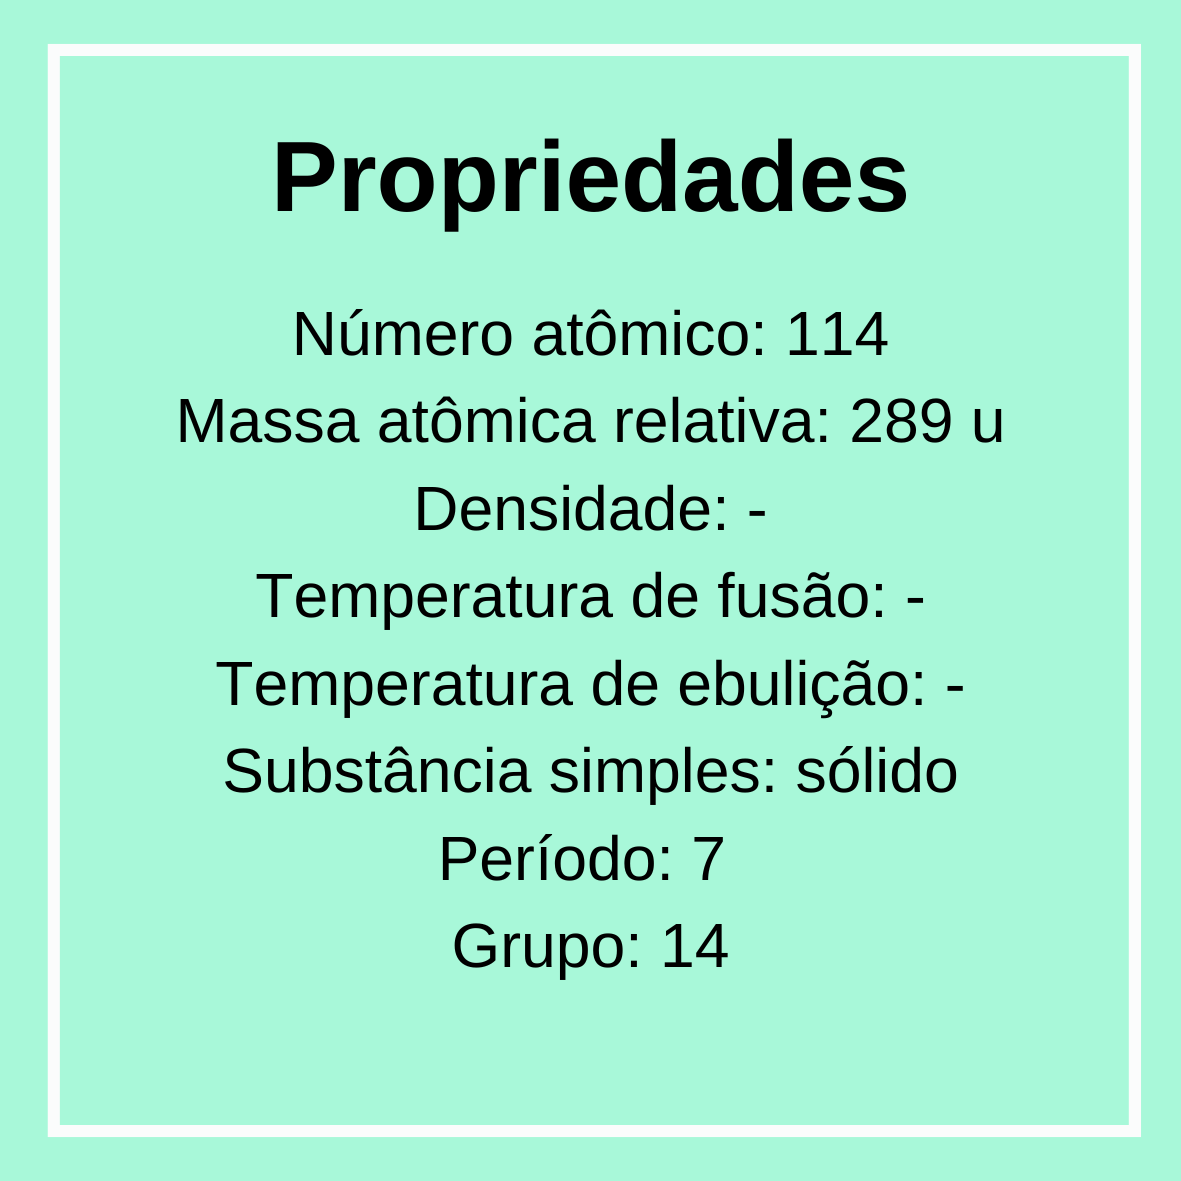 Propriedades
Número atômico: 114
Massa atômica relativa: 289 u
Densidade: -
Temperatura de fusão: -
Temperatura de ebulição: -
Substância simples: sólido
Período: 7
Grupo: 14